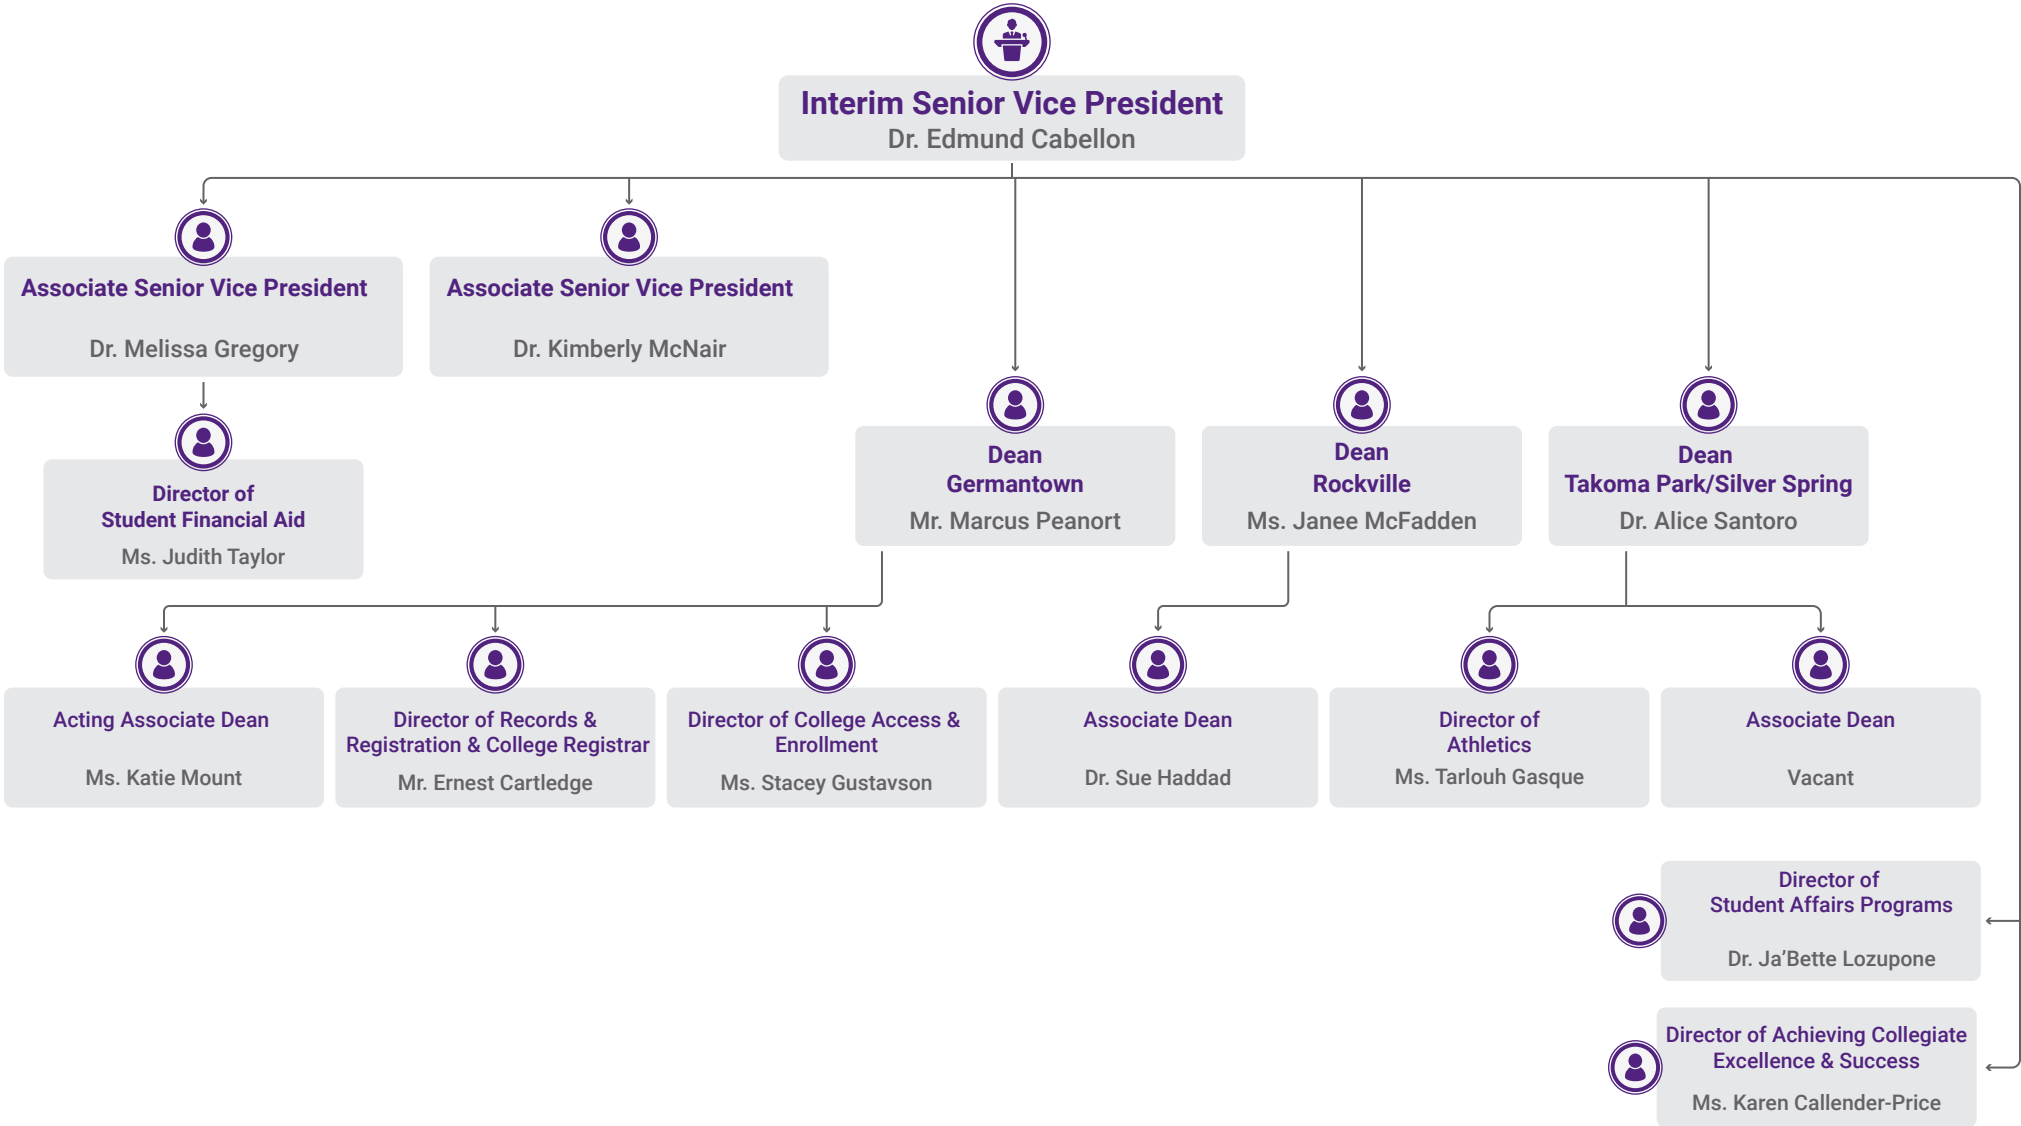 Interim Senior Vice President
Dr. Edmund Cabellon
Associate Senior Vice President
Dr. Melissa Gregory
Associate Senior Vice President
Dr. Kimberly McNair
Director of
Student Financial Aid
Ms. Judith Taylor
Dean
Germantown
Mr. Marcus Peanort
Dean
Rockville
Ms. Janee McFadden
Dean
Takoma Park/Silver Spring
Dr. Alice Santoro
Acting Associate Dean
Ms. Katie Mount
Director of Records &
Registration & College Registrar
Mr. Ernest Cartledge
Director of College Access &
Enrollment
Ms. Stacey Gustavson
Associate Dean
Dr. Sue Haddad
Director of
Athletics
Ms. Tarlouh Gasque
Associate Dean
Vacant
Director of
Student Affairs Programs
Dr. Ja’Bette Lozupone
Director of Achieving Collegiate
Excellence & Success
Ms. Karen Callender-Price